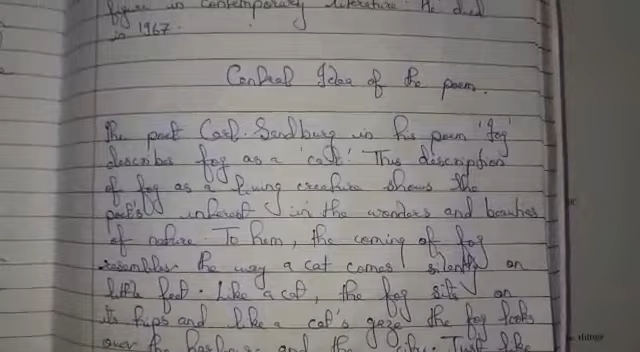 figure in contemporary literature. He died
in 1967.
Central Idea of the poem.
The poet Carl. Sandburg in his poem 'fog'
describes fog as a 'cat'. This description
of fog as a living creature shows the
poet's interest in the wonders and beauties
of nature. To him, the coming of fog
resembles the way a cat comes silently on
little feet. Like a cat, the fog sits on
its hips and like a cat's gaze the fog looks
over the harbour and the city. Just like
things